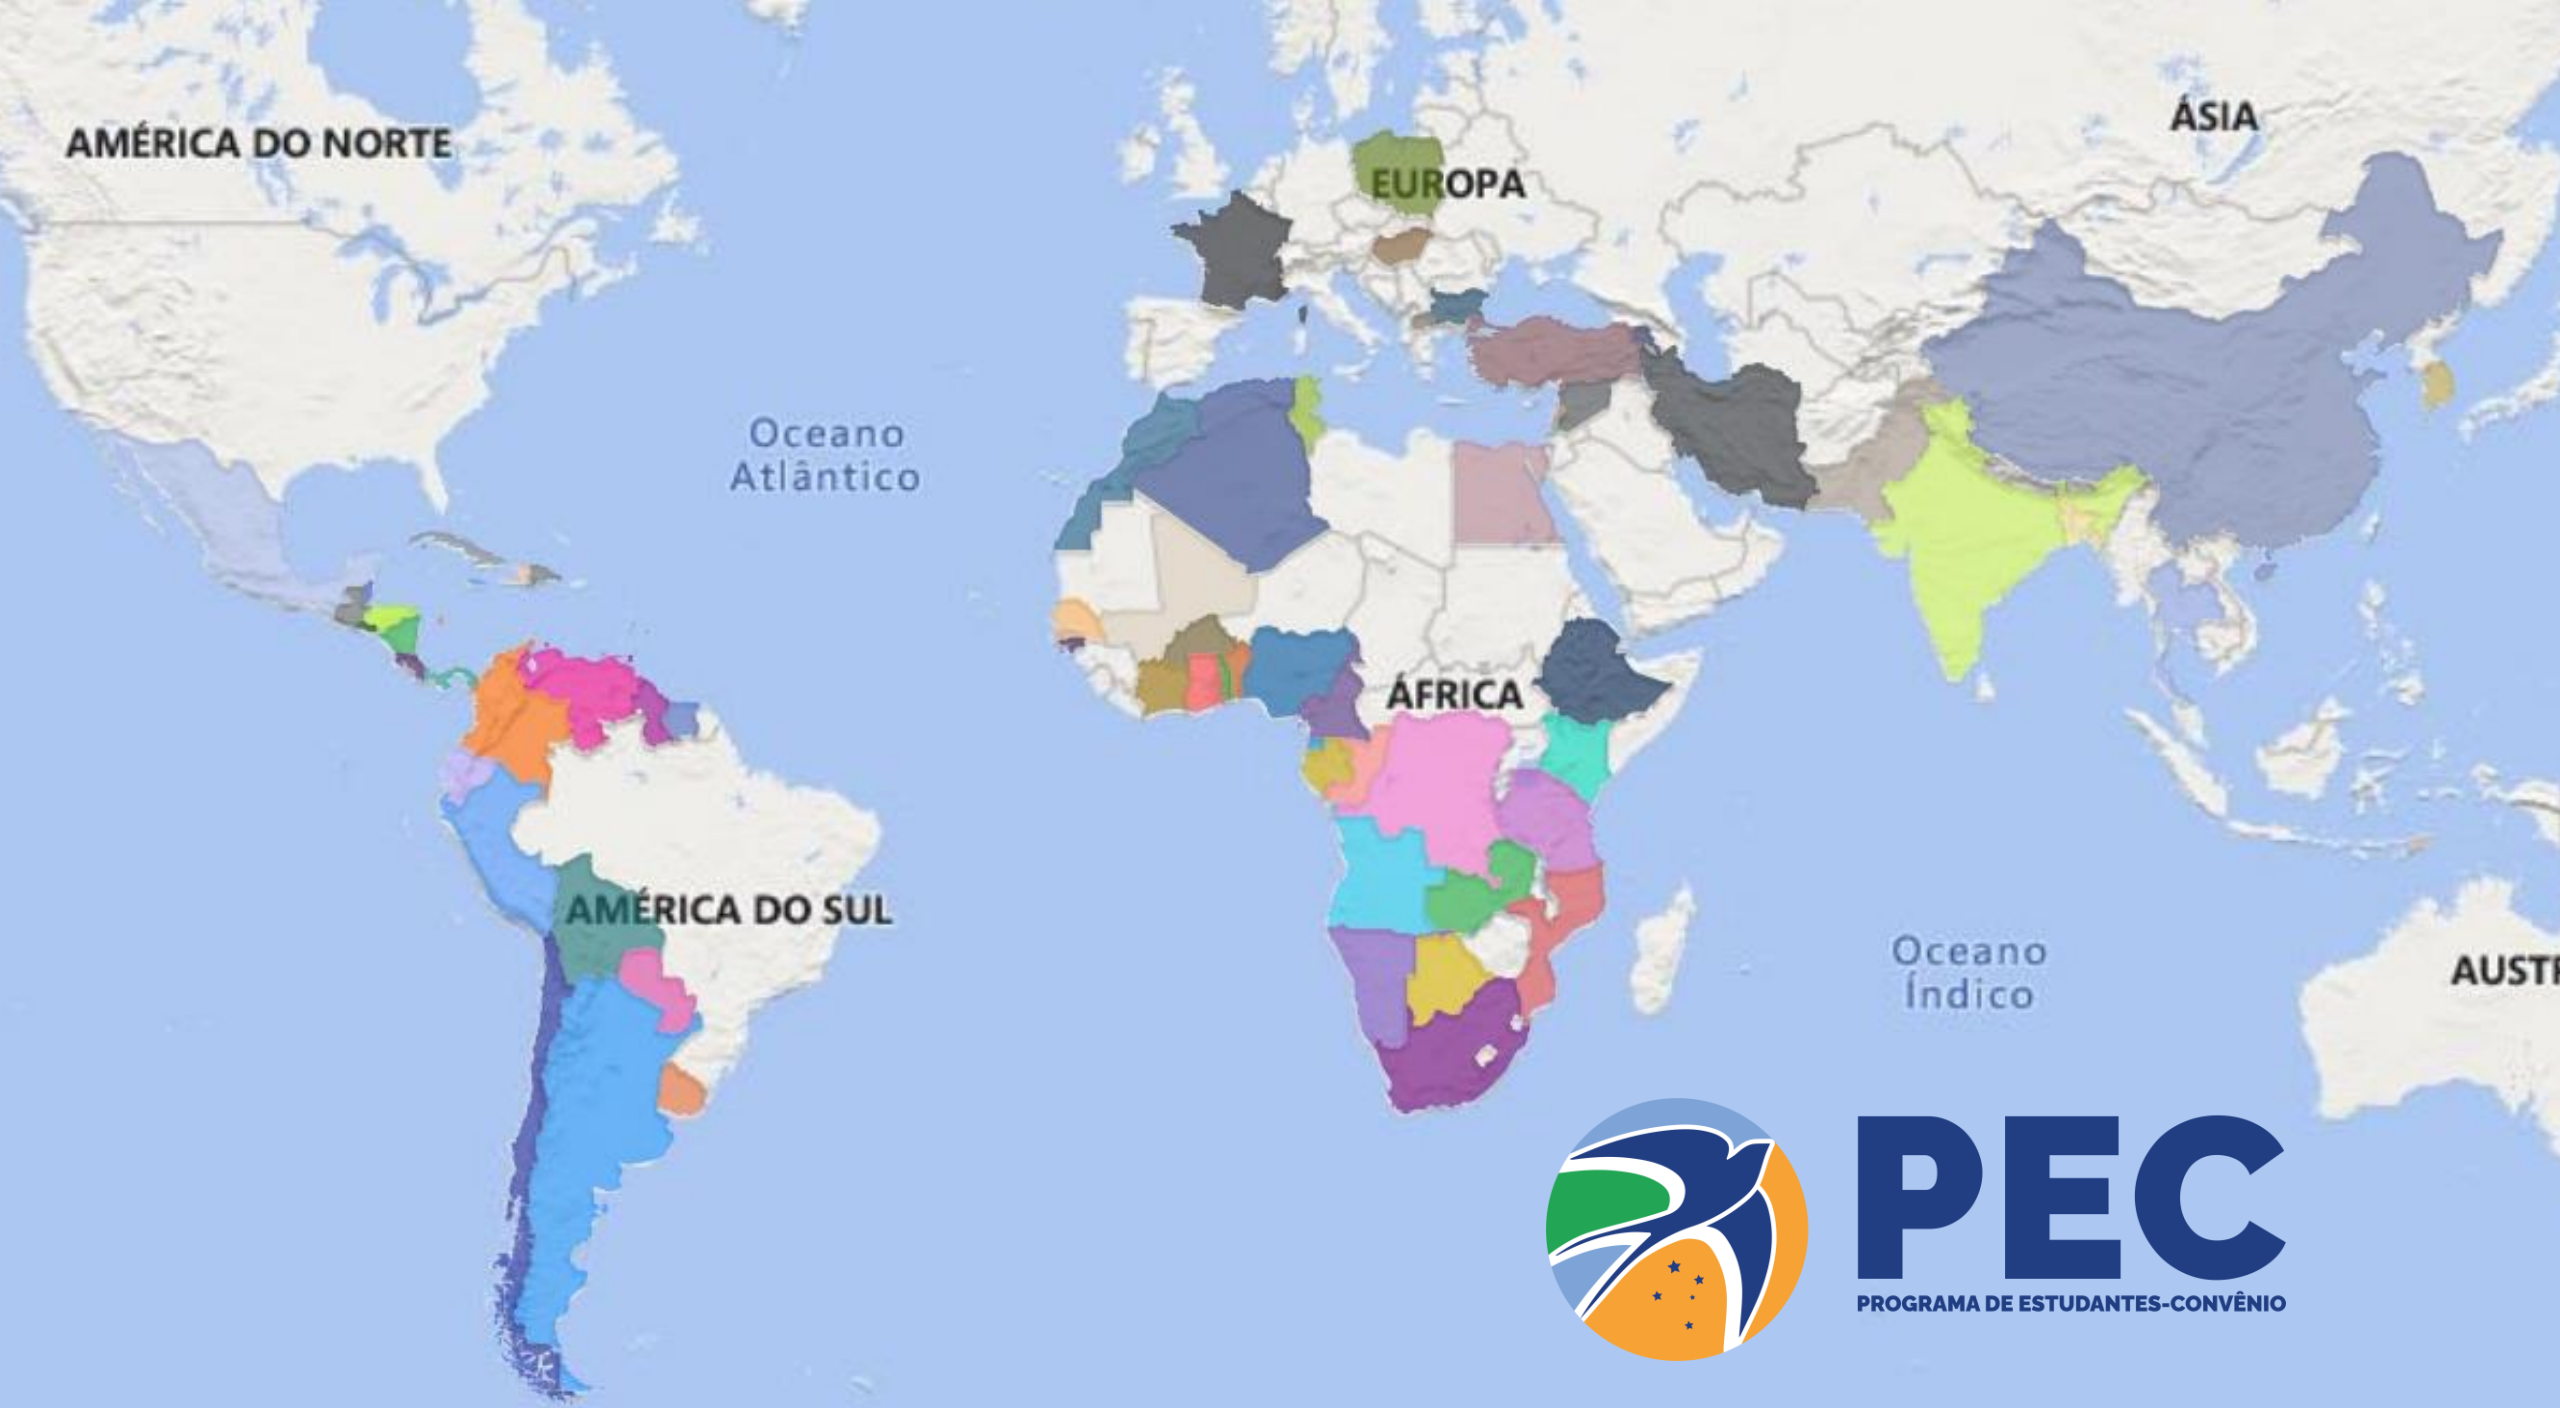 AMÉRICA DO NORTE
ÁSIA
EUROPA
Oceano
Atlântico
ÁFRICA
AMÉRICA DO SUL
Oceano
Índico
PEC
PROGRAMA DE ESTUDANTES-CONVÊNIO